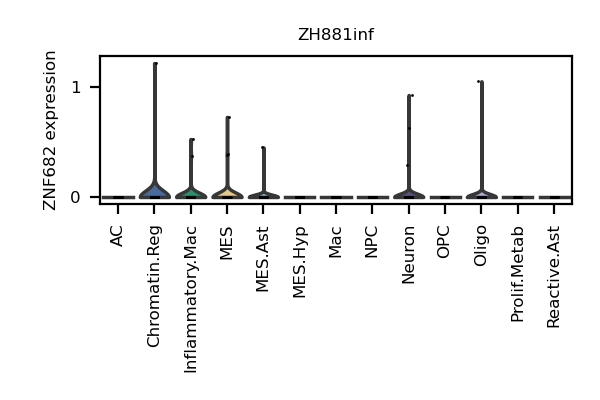 ZH881inf
ZNF682 expression
1
0
AC
Chromatin.Reg
Inflammatory.Mac
MES
MES.Ast
MES.Hyp
Mac
NPC
Neuron
OPC
Oligo
Prolif.Metab
Reactive.Ast